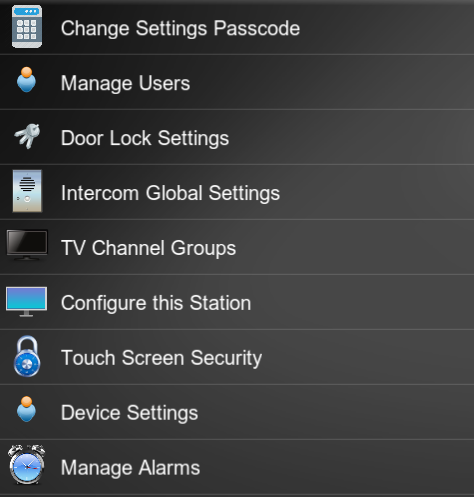 Change Settings Passcode
Manage Users
Door Lock Settings
Intercom Global Settings
TV Channel Groups
Configure this Station
Touch Screen Security
Device Settings
Manage Alarms